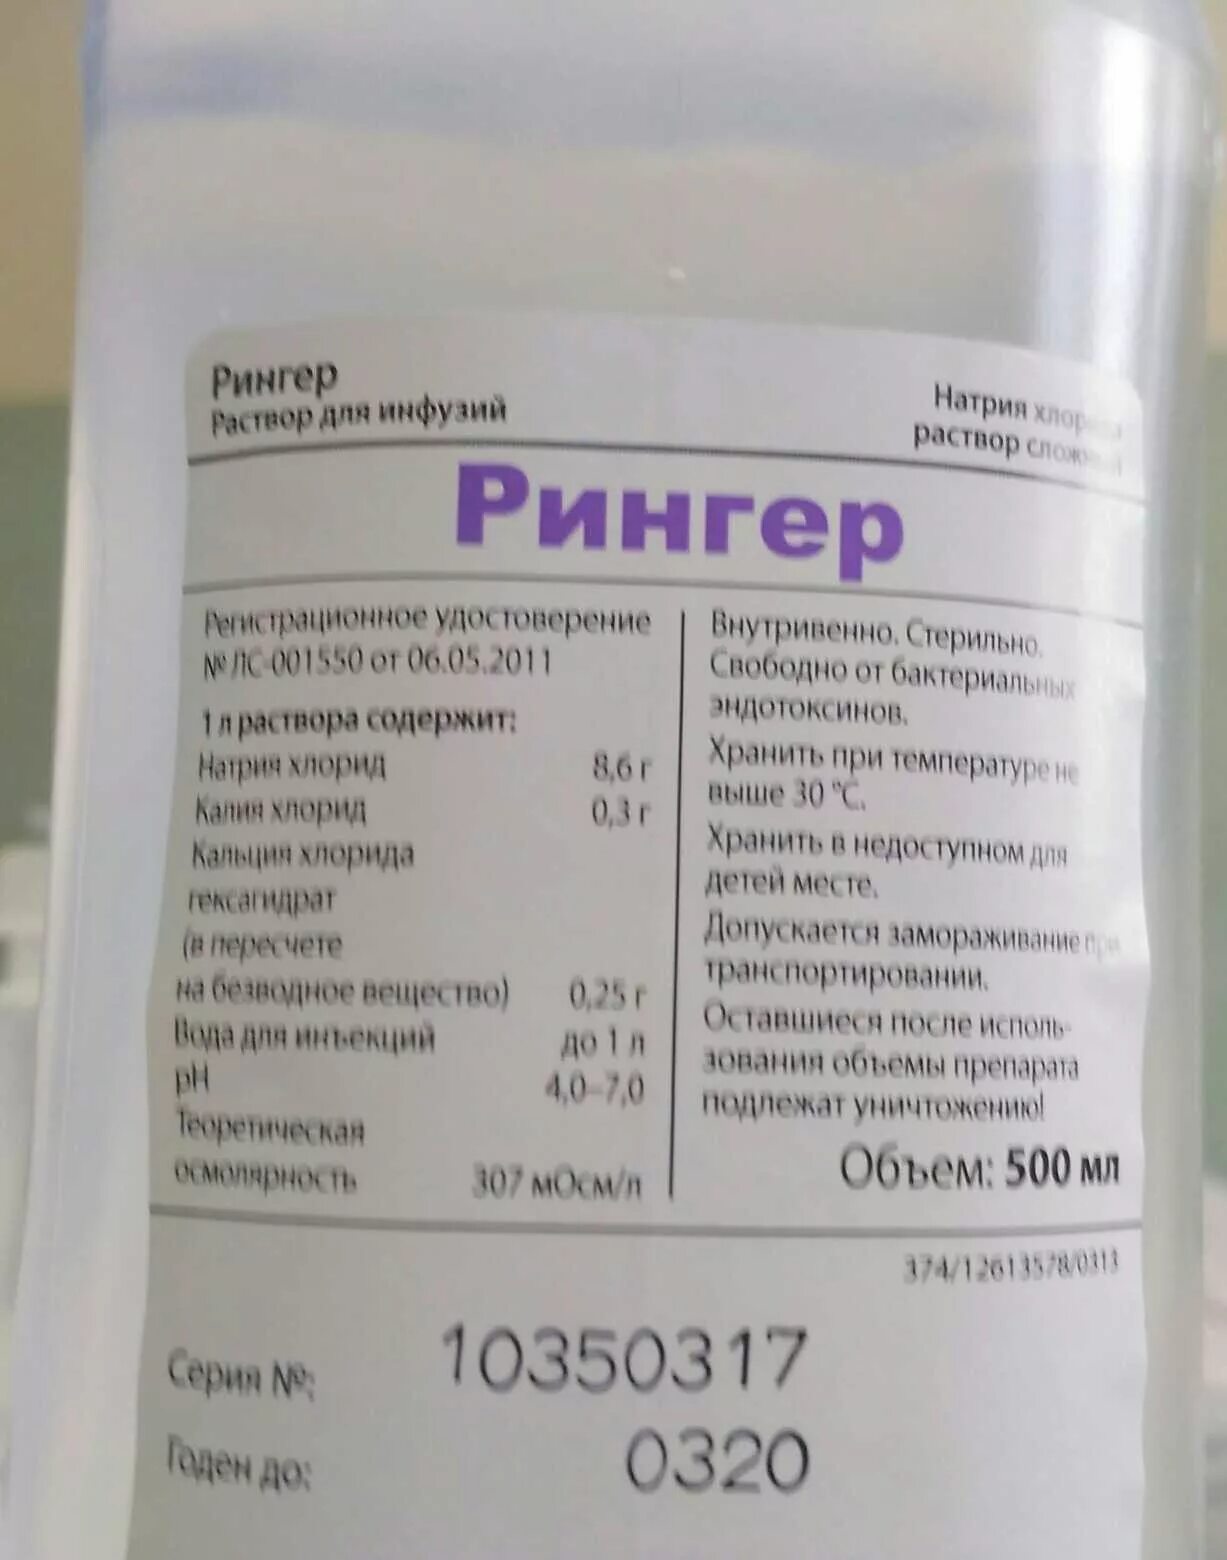 Рингер
Раствор для инфузий
Натрия
раствор
Рингер
Регистрационное удостоверение
№ ЛС-001550 от 06.05.2011
1 л раствора содержит:
Натрия хлорид 8,6 г
Калия хлорид 0,3 г
Кальция хлорида
гексагидрат
(в пересчете
на безводное вещество) 0,25 г
Вода для инъекций до 1 л
pH 4,0–7,0
Теоретическая
осмолярность 307 мОсм/л
Внутривенно. Стерильно.
Свободно от бактериальных
эндотоксинов.
Хранить при температуре не
выше 30 °С.
Хранить в недоступном для
детей месте.
Допускается замораживание при
транспортировании.
Оставшиеся после исполь-
зования объемы препарата
подлежат уничтожению!
Объем: 500 мл
374/12613578/0313
Серия №: 10350317
Годен до: 0320